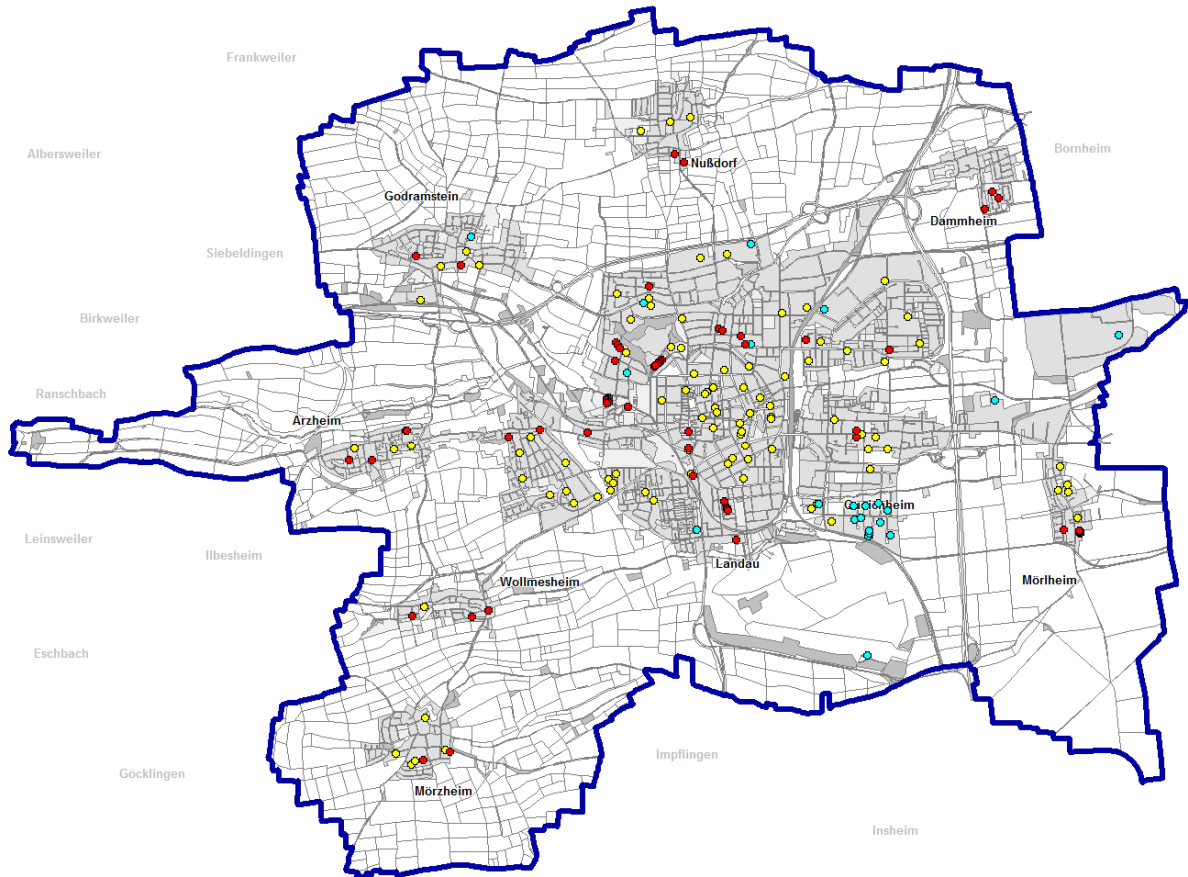 Frankweiler
Albersweiler
Bornheim
Nußdorf
Godramstein
Dammheim
Siebeldingen
Birkweiler
Ranschbach
Arzheim
Leinsweiler
Ilbesheim
Landau
Wollmesheim
Mörlheim
Eschbach
Impflingen
Göcklingen
Mörzheim
Insheim